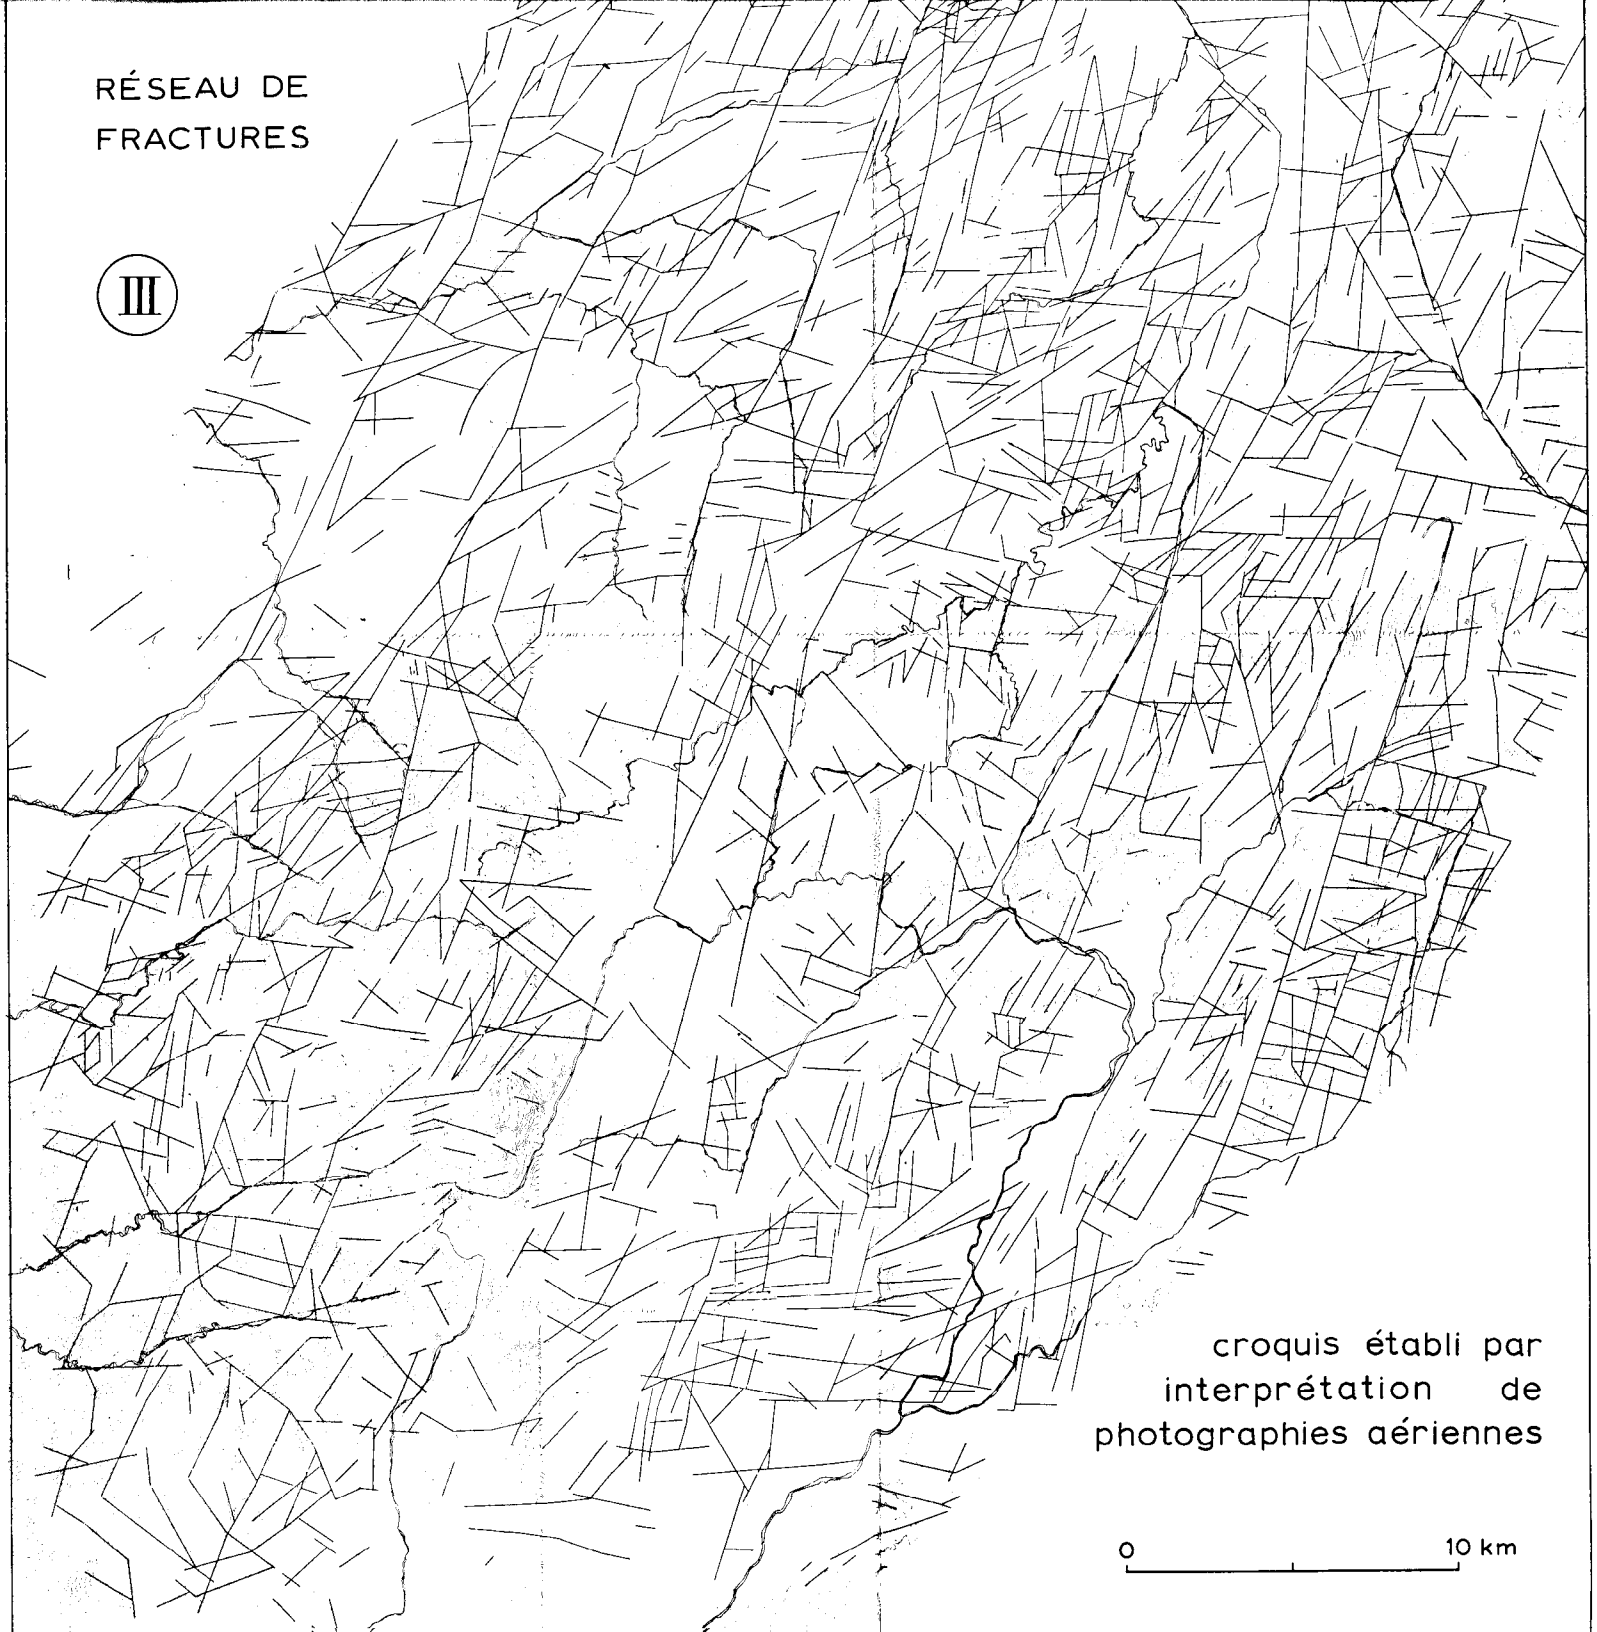 RÉSEAU DE
FRACTURES
III
croquis établi par
interprétation de
photographies aériennes
0 10 km